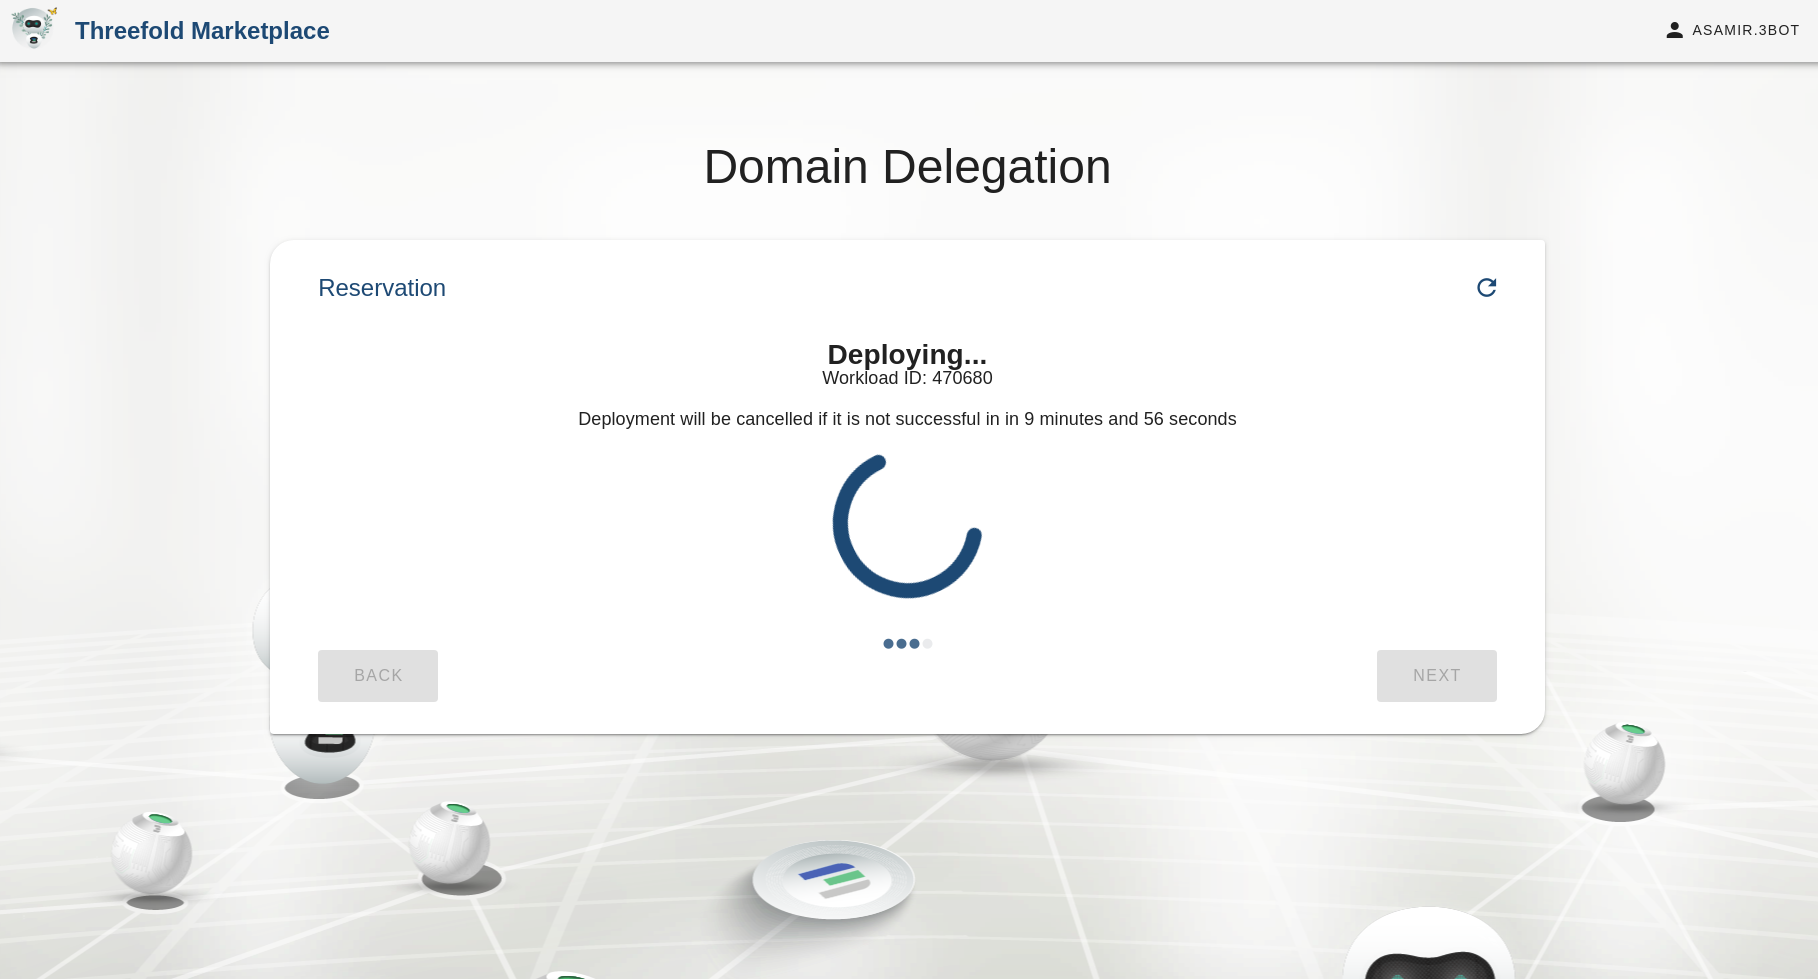 Threefold Marketplace
ASAMIR.3BOT
Domain Delegation
Reservation
Deploying...
Workload ID: 470680
Deployment will be cancelled if it is not successful in in 9 minutes and 56 seconds
BACK
NEXT